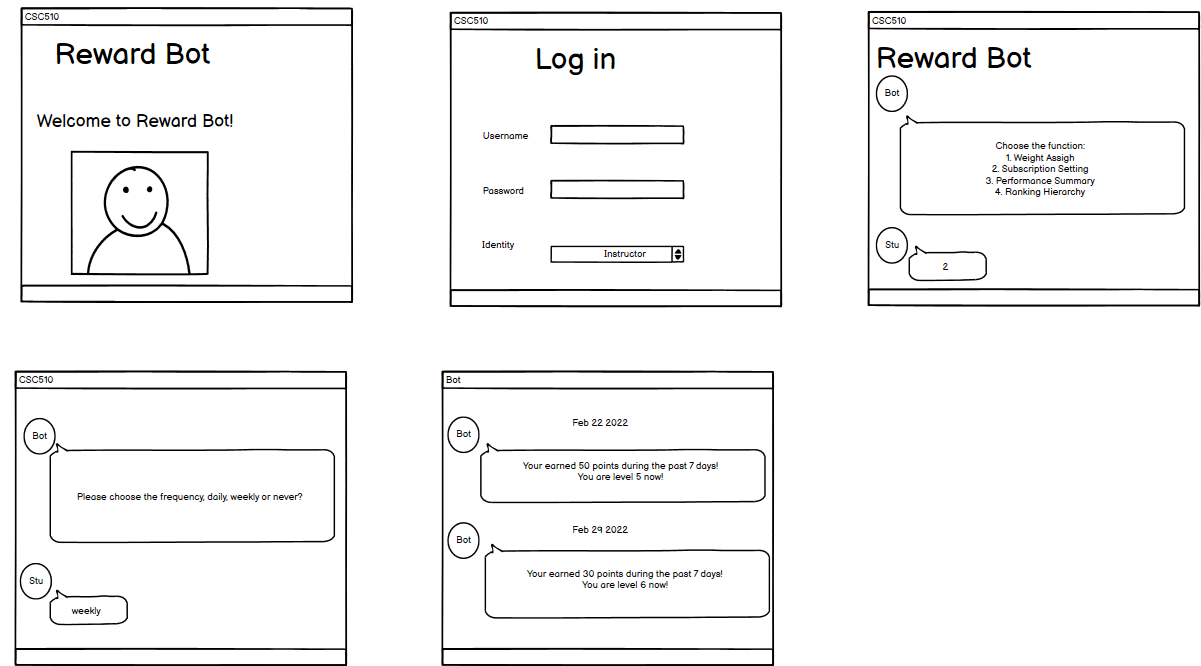 CSC510
Reward Bot
Welcome to Reward Bot!
CSC510
Log in
Username
Password
Identity
Instructor
CSC510
Reward Bot
Bot
Choose the function:
1. Weight Assigh
2. Subscription Setting
3. Performance Summary
4. Ranking Hierarchy
Stu
2
CSC510
Bot
Please choose the frequency, daily, weekly or never?
Stu
weekly
Bot
Feb 22 2022
Bot
Your earned 50 points during the past 7 days!
You are level 5 now!
Feb 29 2022
Bot
Your earned 30 points during the past 7 days!
You are level 6 now!